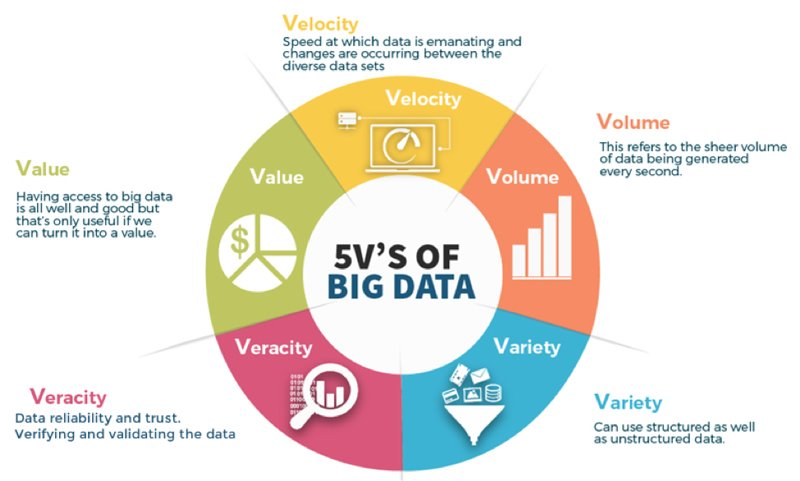 Velocity
Speed at which data is emanating and
changes are occurring between the
diverse data sets
Velocity
Volume
This refers to the sheer volume
of data being generated
every second.
Value
Having access to big data
is all well and good but
that's only useful if we
can turn it into a value.
Value
$
Volume
5V'S OF
BIG DATA
Veracity
Variety
Veracity
Data reliability and trust.
Verifying and validating the data
Variety
Can use structured as well
as unstructured data.